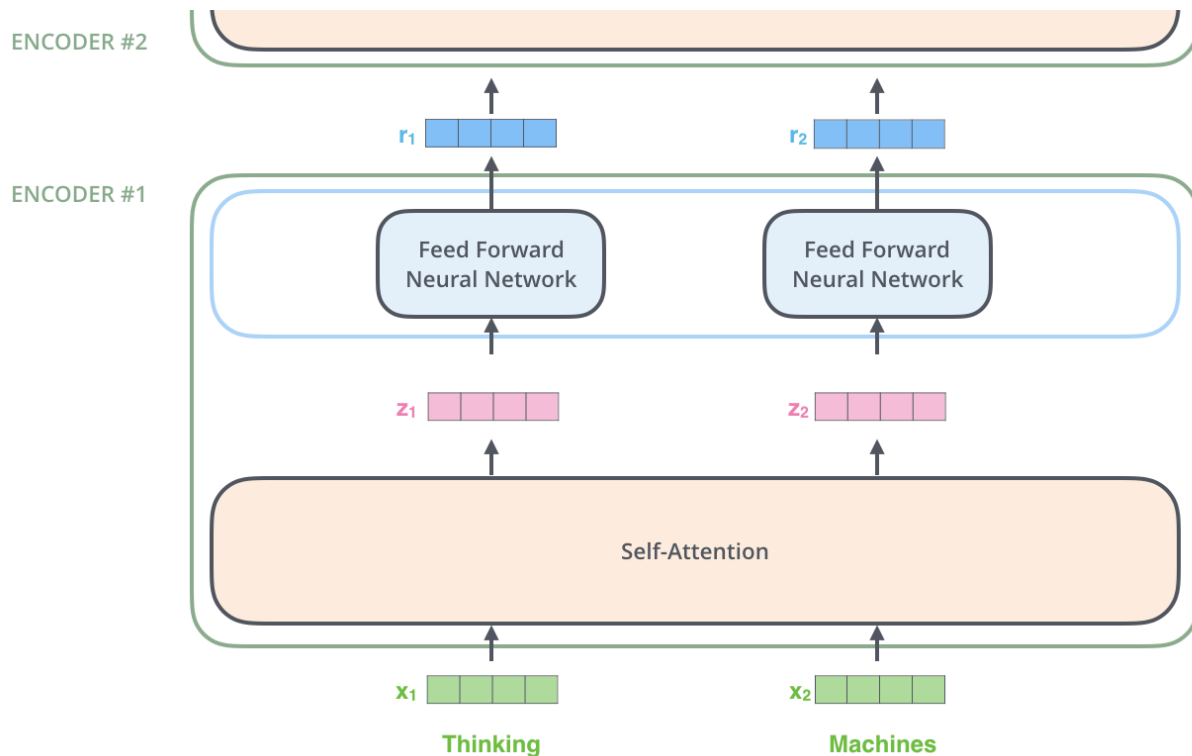 ENCODER #2
r₁
r₂
ENCODER #1
Feed Forward
Neural Network
Feed Forward
Neural Network
z₁
z₂
Self-Attention
x₁
x₂
Thinking
Machines